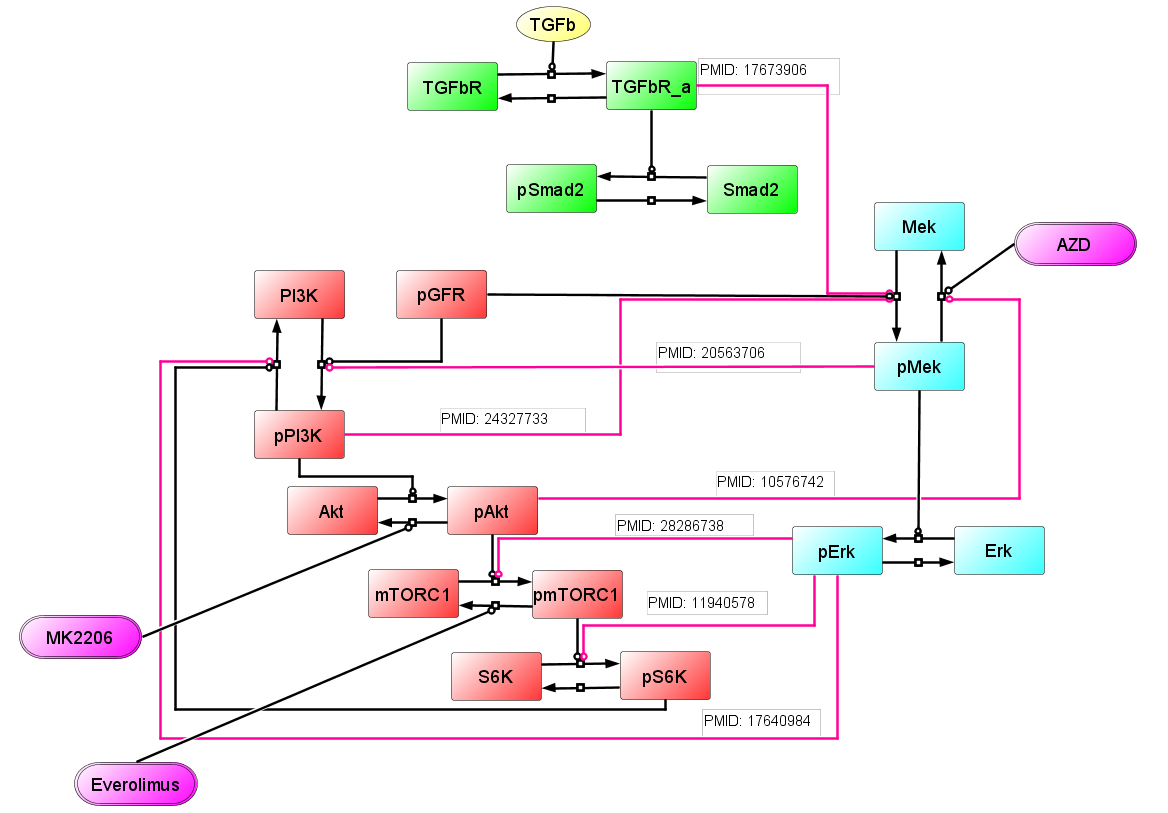 TGFb
PMID: 17673906
TGFbR
TGFbR_a
pSmad2
Smad2
Mek
AZD
PI3K
pGFR
PMID: 20563706
pMek
PMID: 24327733
pPI3K
PMID: 10576742
Akt
pAkt
PMID: 28286738
pErk
Erk
mTORC1
pmTORC1
PMID: 11940578
MK2206
S6K
pS6K
PMID: 17640984
Everolimus